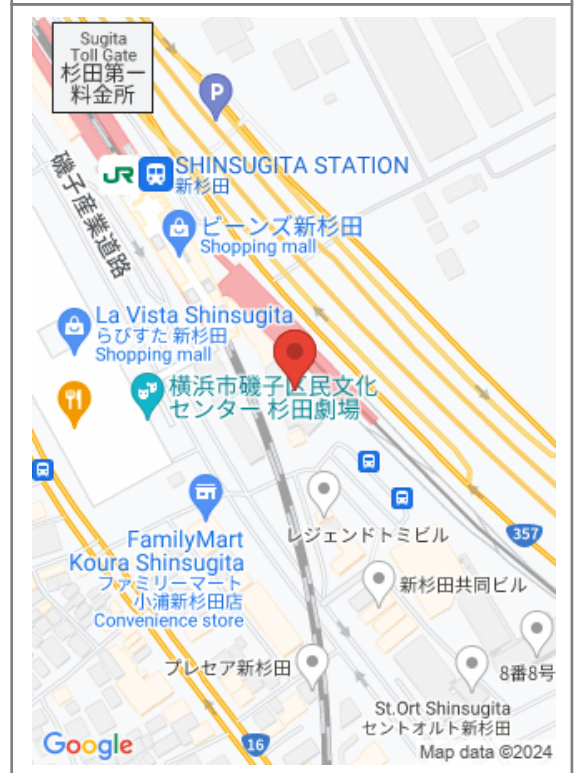 Sugita
Toll Gate
杉田第一
料金所
P
磯子産業道路
JR
SHINSUGITA STATION
新杉田
ビーンズ新杉田
Shopping mall
La Vista Shinsugita
らびすた 新杉田
Shopping mall
横浜市磯子区民文化
センター 杉田劇場
FamilyMart
Koura Shinsugita
ファミリーマート
小浦新杉田店
Convenience store
レジェンドトミビル
357
新杉田共同ビル
プレセア新杉田
8番8号
St.Ort Shinsugita
セントオルト新杉田
16
Google
Map data ©2024